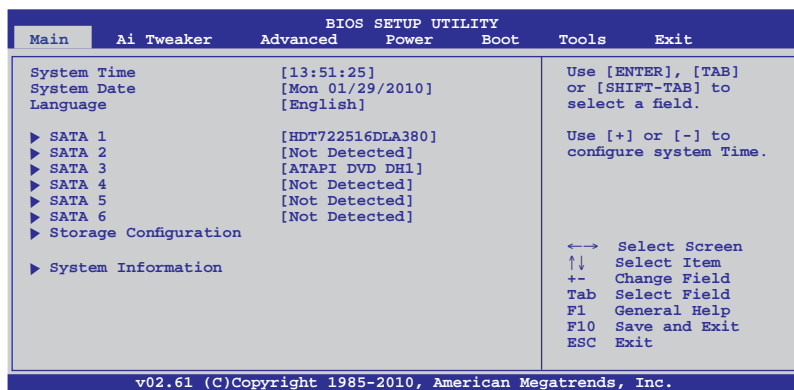 BIOS SETUP UTILITY
Main Ai Tweaker Advanced Power Boot Tools Exit
System Time [13:51:25]
System Date [Mon 01/29/2010]
Language [English]
▶ SATA 1 [HDT722516DLA380]
▶ SATA 2 [Not Detected]
▶ SATA 3 [ATAPI DVD DH1]
▶ SATA 4 [Not Detected]
▶ SATA 5 [Not Detected]
▶ SATA 6 [Not Detected]
▶ Storage Configuration
▶ System Information
Use [ENTER], [TAB]
or [SHIFT-TAB] to
select a field.
Use [+] or [-] to
configure system Time.
←→ Select Screen
↑↓ Select Item
+- Change Field
Tab Select Field
F1 General Help
F10 Save and Exit
ESC Exit
v02.61 (C)Copyright 1985-2010, American Megatrends, Inc.